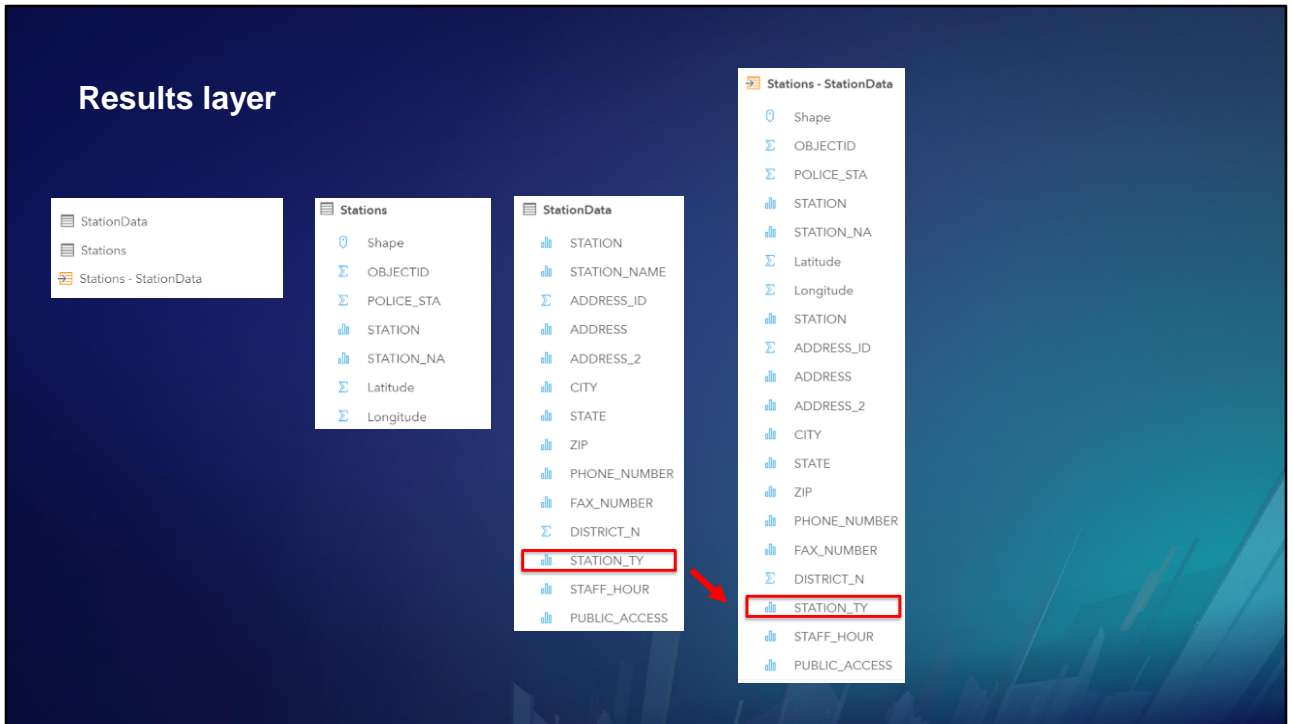 Results layer
StationData
Stations
Stations - StationData
Stations
Shape
OBJECTID
POLICE_STA
STATION
STATION_NA
Latitude
Longitude
StationData
STATION
STATION_NAME
ADDRESS_ID
ADDRESS
ADDRESS_2
CITY
STATE
ZIP
PHONE_NUMBER
FAX_NUMBER
DISTRICT_N
STATION_TY
STAFF_HOUR
PUBLIC_ACCESS
Stations - StationData
Shape
OBJECTID
POLICE_STA
STATION
STATION_NA
Latitude
Longitude
STATION
ADDRESS_ID
ADDRESS
ADDRESS_2
CITY
STATE
ZIP
PHONE_NUMBER
FAX_NUMBER
DISTRICT_N
STATION_TY
STAFF_HOUR
PUBLIC_ACCESS